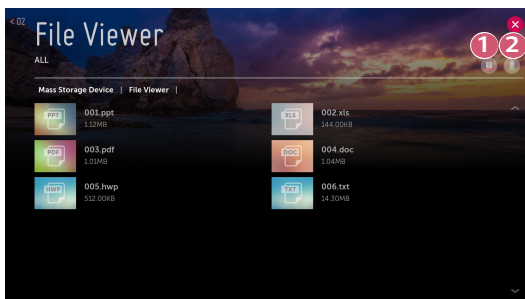 < 02
File Viewer
ALL
1 2
Mass Storage Device | File Viewer |
PPT 001.ppt
1.12MB
XLS 002.xls
144.00KB
PDF 003.pdf
1.01MB
DOC 004.doc
1.04MB
HWP 005.hwp
512.00KB
TXT 006.txt
14.30MB